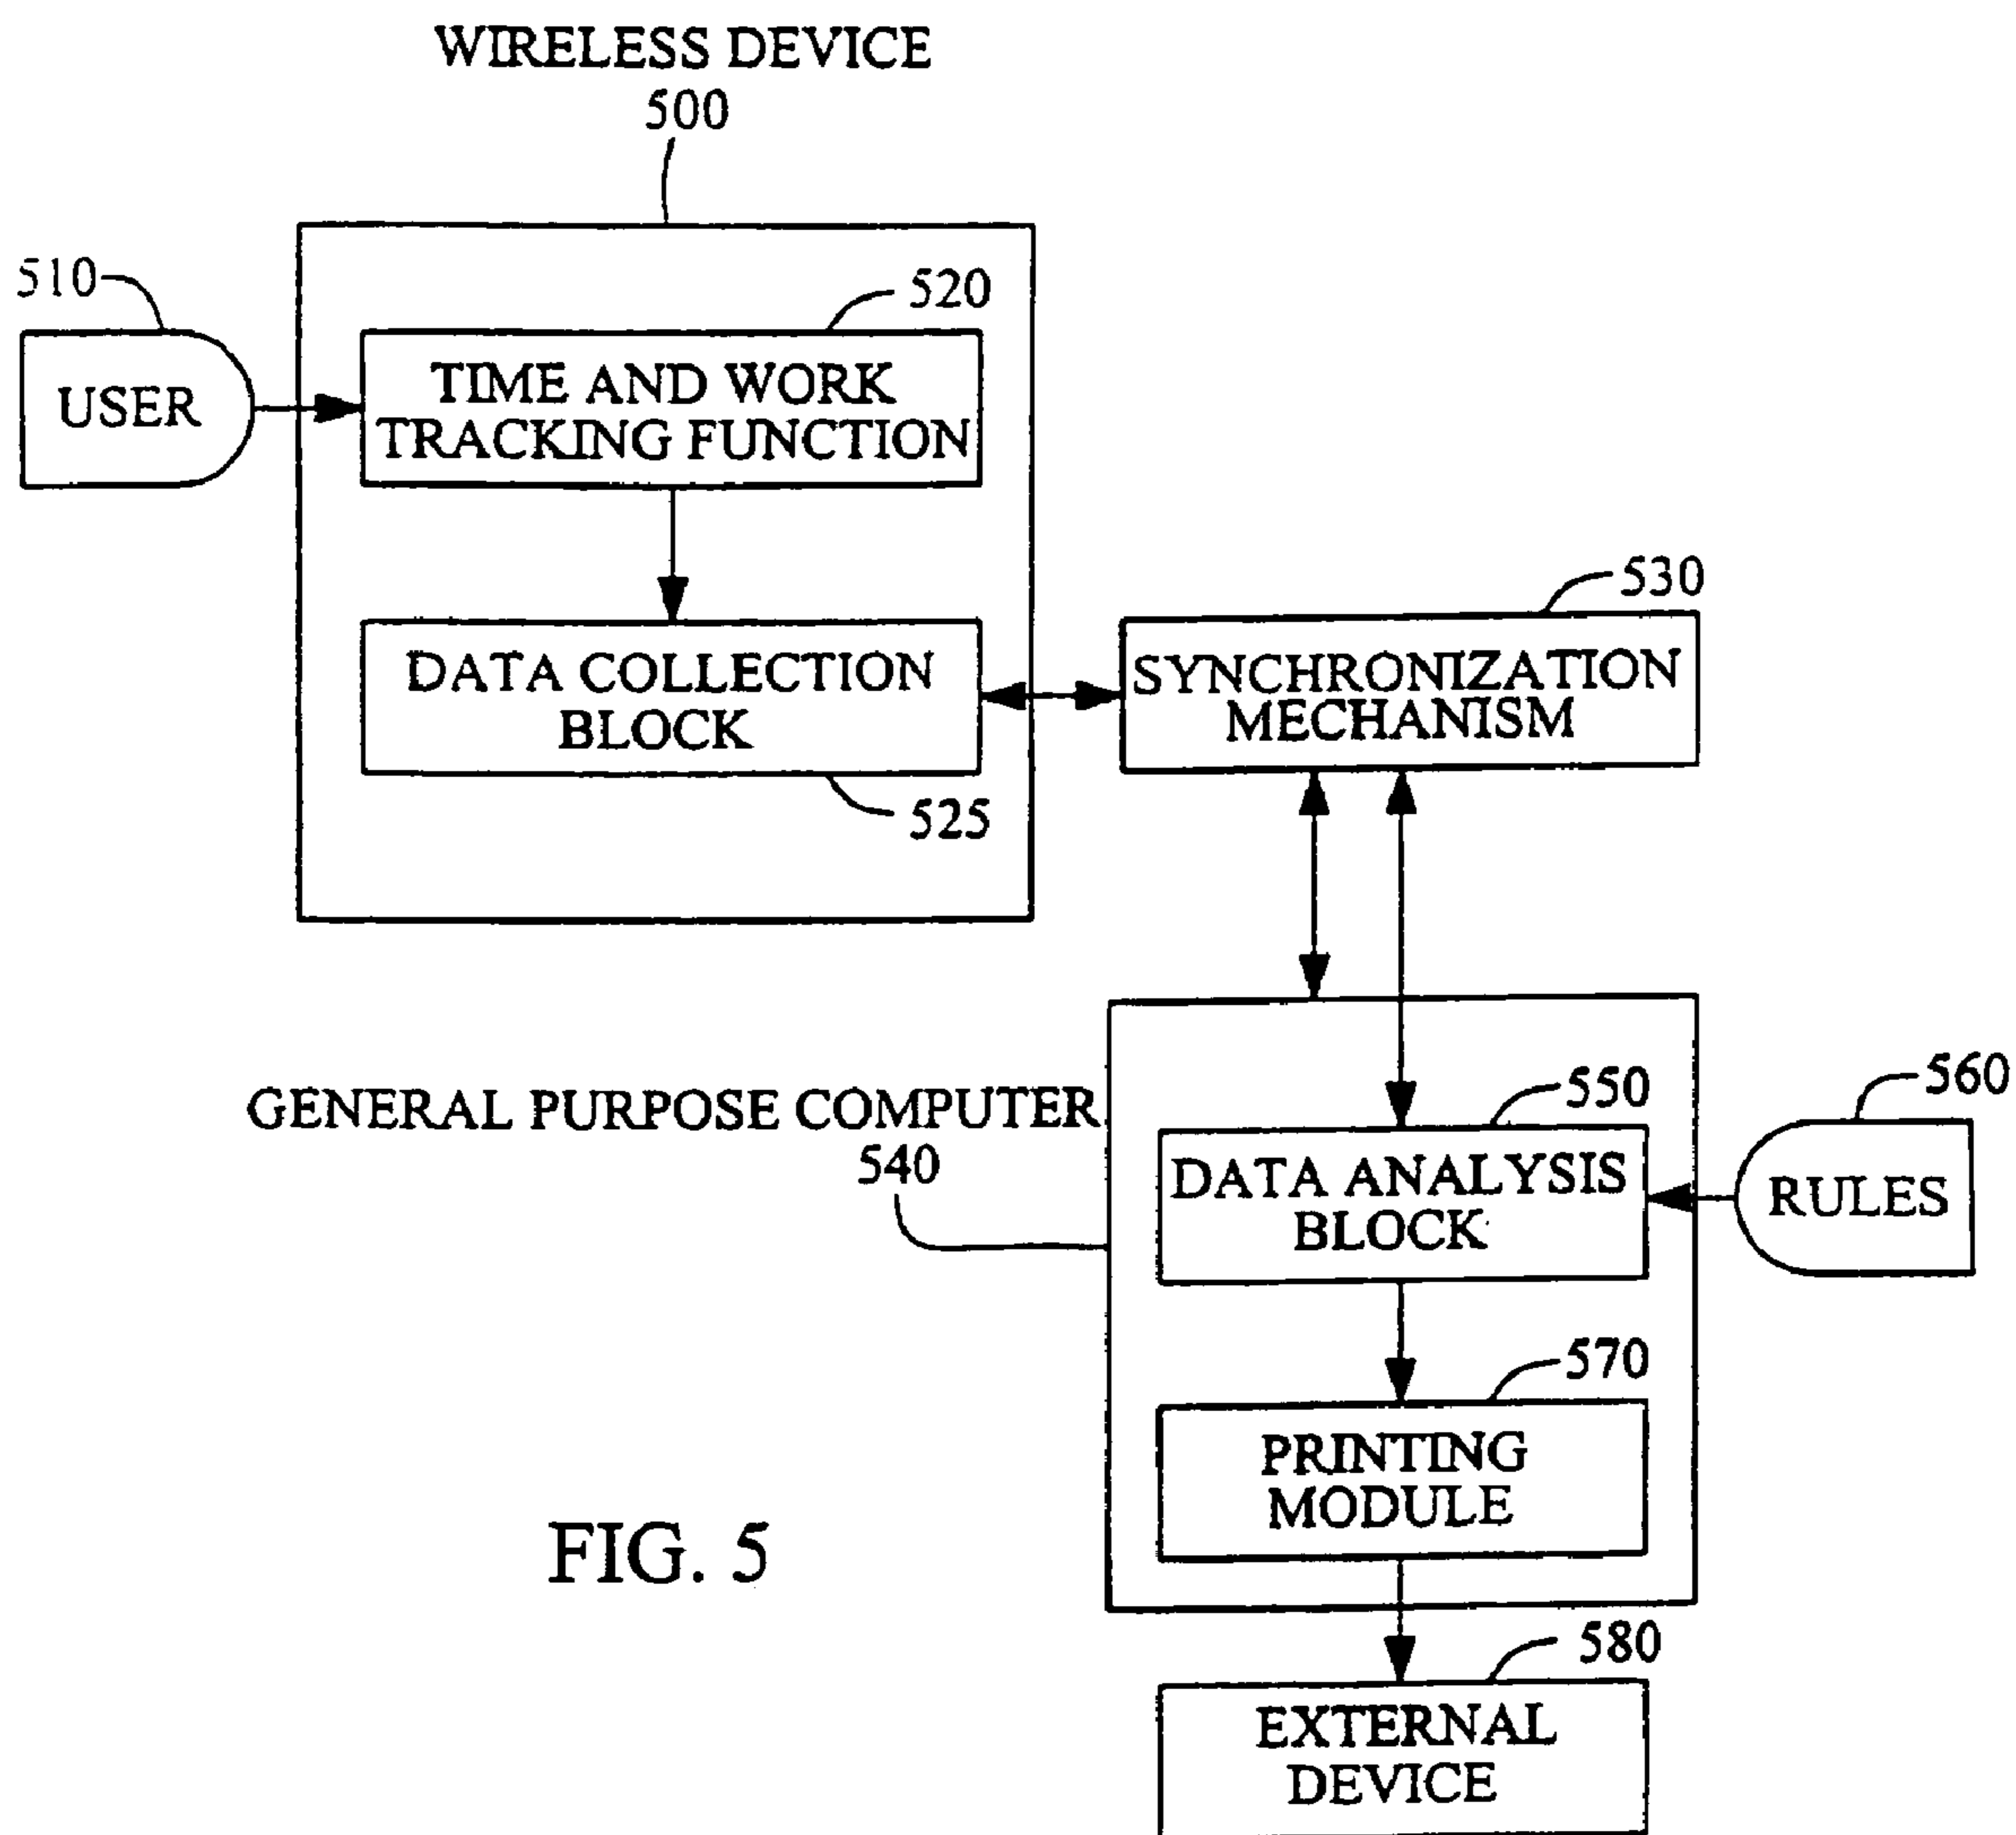 WIRELESS DEVICE
500
510
520
USER
TIME AND WORK
TRACKING FUNCTION
530
DATA COLLECTION
BLOCK
SYNCHRONIZATION
MECHANISM
525
GENERAL PURPOSE COMPUTER
540
550
560
DATA ANALYSIS
BLOCK
RULES
570
PRINTING
MODULE
FIG. 5
580
EXTERNAL
DEVICE